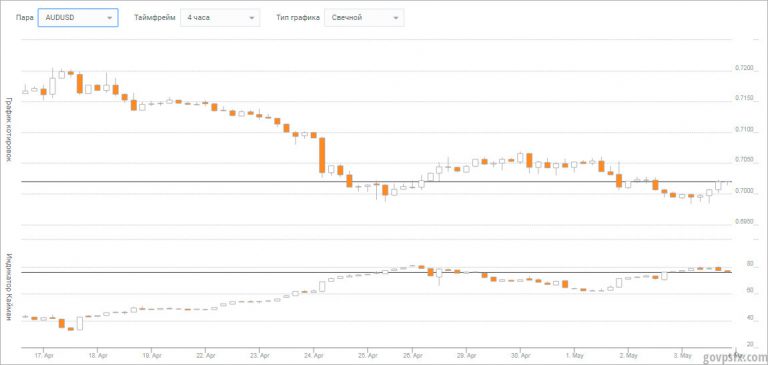 Пара AUDUSD Таймфрейм 4 часа Тип графика Свечной
График котировок
0.7200
0.7150
0.7100
0.7050
0.7000
0.6950
Индикатор Кайман
80
60
40
20
17. Apr 18. Apr 19. Apr 22. Apr 23. Apr 24. Apr 25. Apr 26. Apr 29. Apr 30. Apr 1. May 2. May 3. May
govpsfx.com